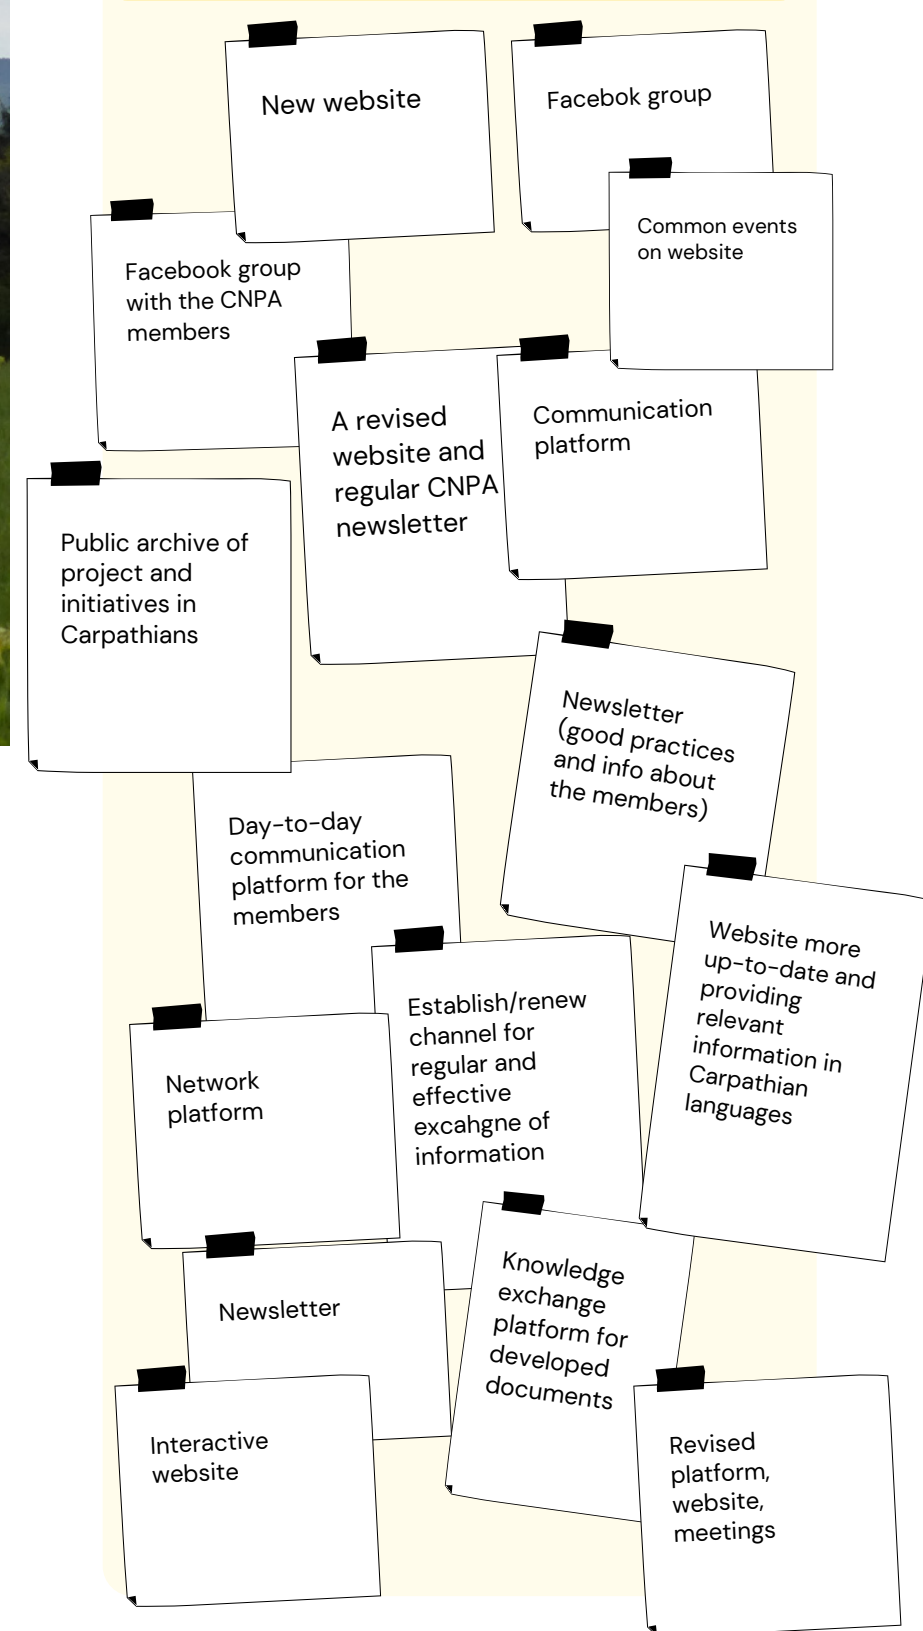 New website
Facebok group
Common events
on website
Facebook group
with the CNPA
members
A revised
website and
regular CNPA
newsletter
Communication
platform
Public archive of
project and
initiatives in
Carpathians
Newsletter
(good practices
and info about
the members)
Day-to-day
communication
platform for the
members
Website more
up-to-date and
providing
relevant
information in
Carpathian
languages
Establish/renew
channel for
regular and
effective
excahgne of
information
Network
platform
Knowledge
exchange
platform for
developed
documents
Newsletter
Interactive
website
Revised
platform,
website,
meetings